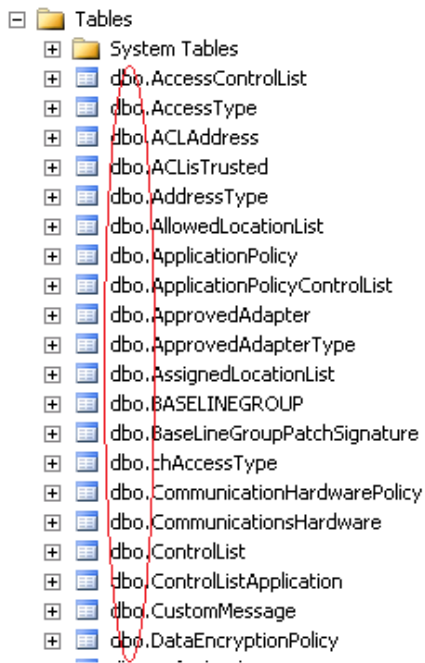 Tables
System Tables
dbo.AccessControlList
dbo.AccessType
dbo.ACLAddress
dbo.ACLisTrusted
dbo.AddressType
dbo.AllowedLocationList
dbo.ApplicationPolicy
dbo.ApplicationPolicyControlList
dbo.ApprovedAdapter
dbo.ApprovedAdapterType
dbo.AssignedLocationList
dbo.BASELINEGROUP
dbo.BaseLineGroupPatchSignature
dbo.chAccessType
dbo.CommunicationHardwarePolicy
dbo.CommunicationsHardware
dbo.ControlList
dbo.ControlListApplication
dbo.CustomMessage
dbo.DataEncryptionPolicy